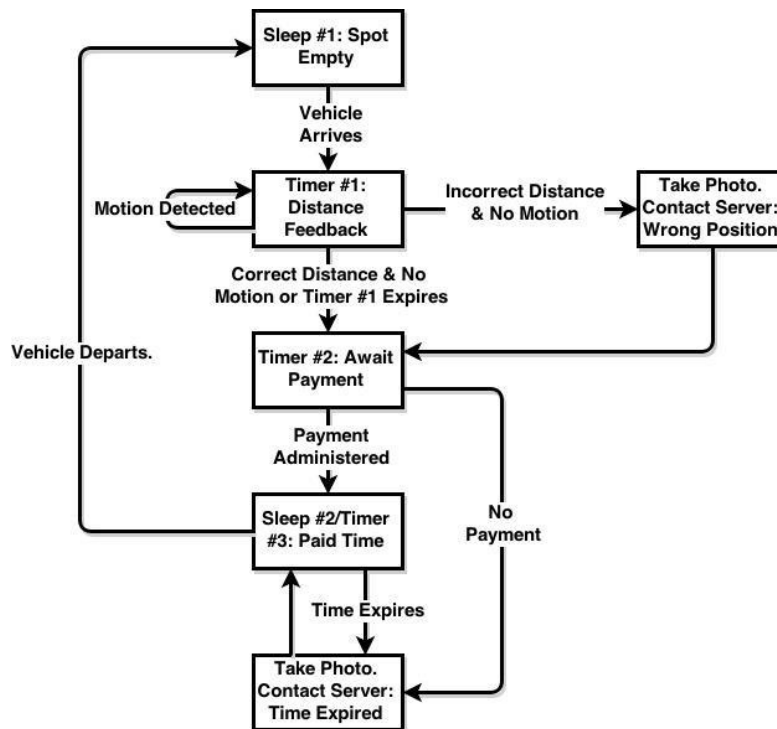 Sleep #1: Spot
Empty
Vehicle
Arrives
Timer #1:
Distance
Feedback
Motion Detected
Incorrect Distance
& No Motion
Take Photo.
Contact Server:
Wrong Position
Correct Distance & No
Motion or Timer #1 Expires
Vehicle Departs.
Timer #2: Await
Payment
Payment
Administered
No
Payment
Sleep #2/Timer
#3: Paid Time
Time Expires
Take Photo.
Contact Server:
Time Expired